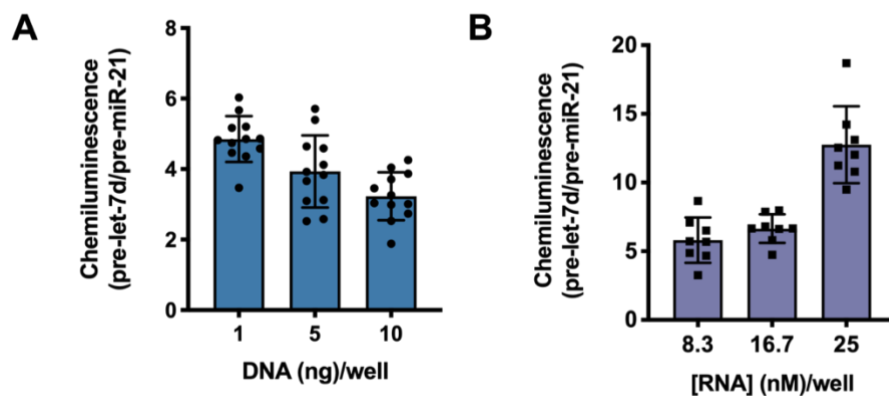 A
Chemiluminescence
(pre-let-7d/pre-miR-21)
8
6
4
2
0
1 5 10
DNA (ng)/well
B
Chemiluminescence
(pre-let-7d/pre-miR-21)
20
15
10
5
0
8.3 16.7 25
[RNA] (nM)/well